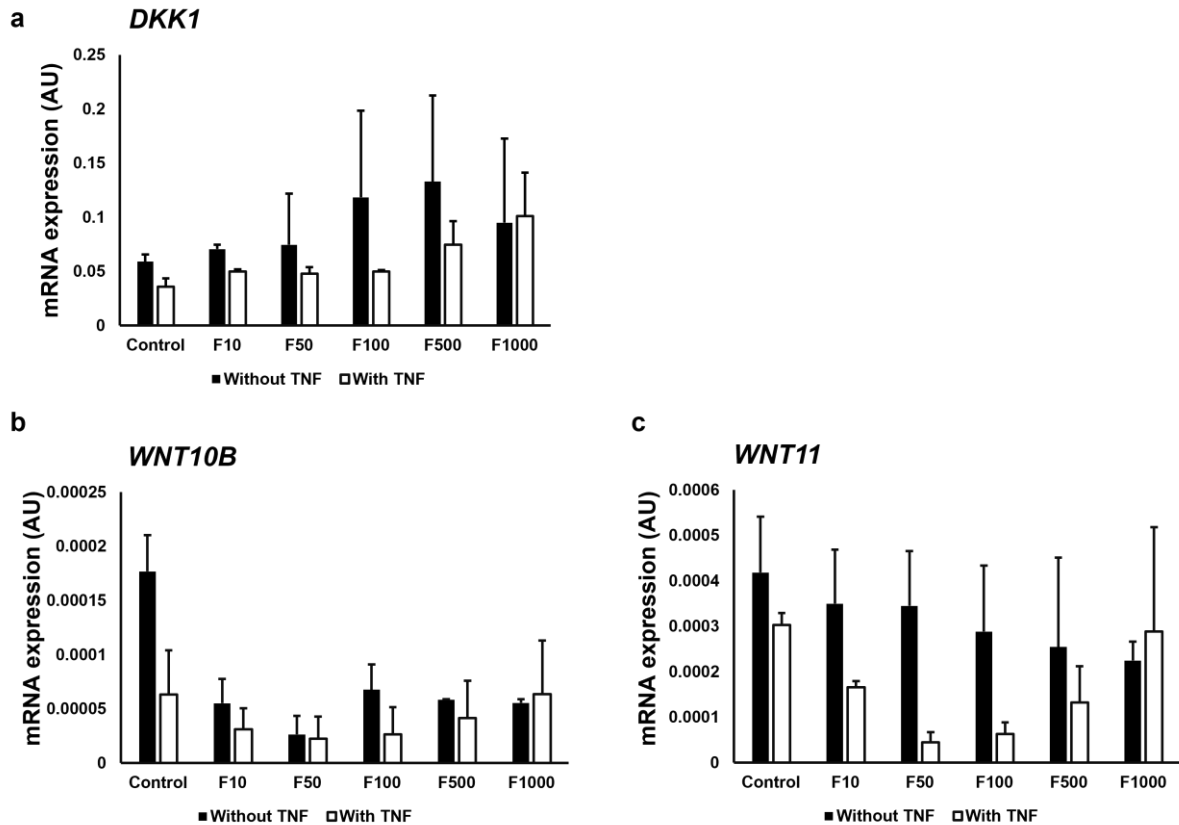 a
DKK1
mRNA expression (AU)
0.25
0.2
0.15
0.1
0.05
0
Control F10 F50 F100 F500 F1000
■Without TNF □With TNF
b
WNT10B
mRNA expression (AU)
0.00025
0.0002
0.00015
0.0001
0.00005
0
Control F10 F50 F100 F500 F1000
■Without TNF □With TNF
c
WNT11
mRNA expression (AU)
0.0006
0.0005
0.0004
0.0003
0.0002
0.0001
0
Control F10 F50 F100 F500 F1000
■Without TNF □With TNF